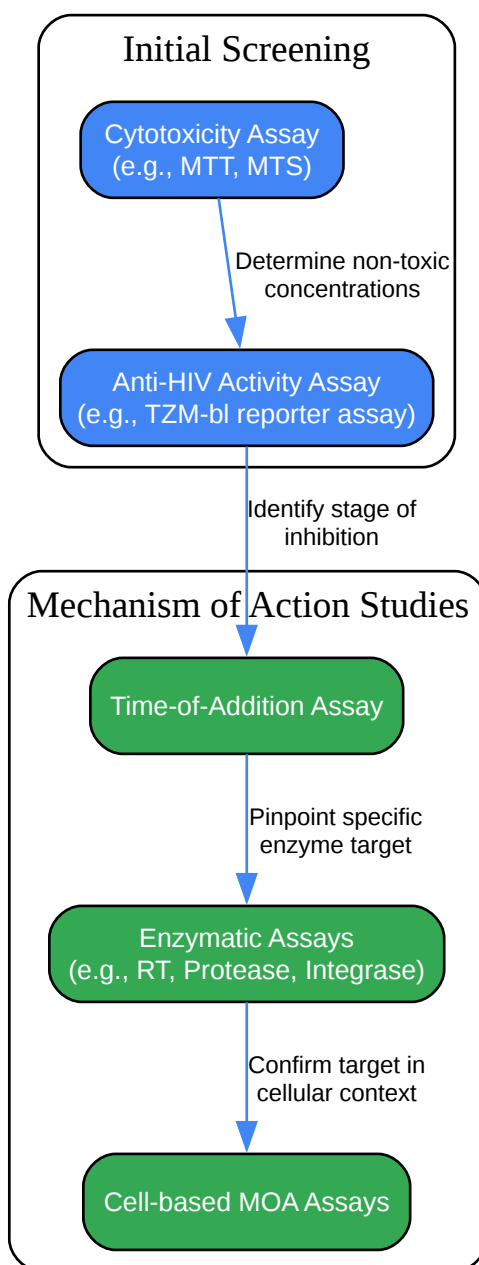 Initial Screening
Cytotoxicity Assay
(e.g., MTT, MTS)
Determine non-toxic
concentrations
Anti-HIV Activity Assay
(e.g., TZM-bl reporter assay)
Identify stage of
inhibition
Mechanism of Action Studies
Time-of-Addition Assay
Pinpoint specific
enzyme target
Enzymatic Assays
(e.g., RT, Protease, Integrase)
Confirm target in
cellular context
Cell-based MOA Assays